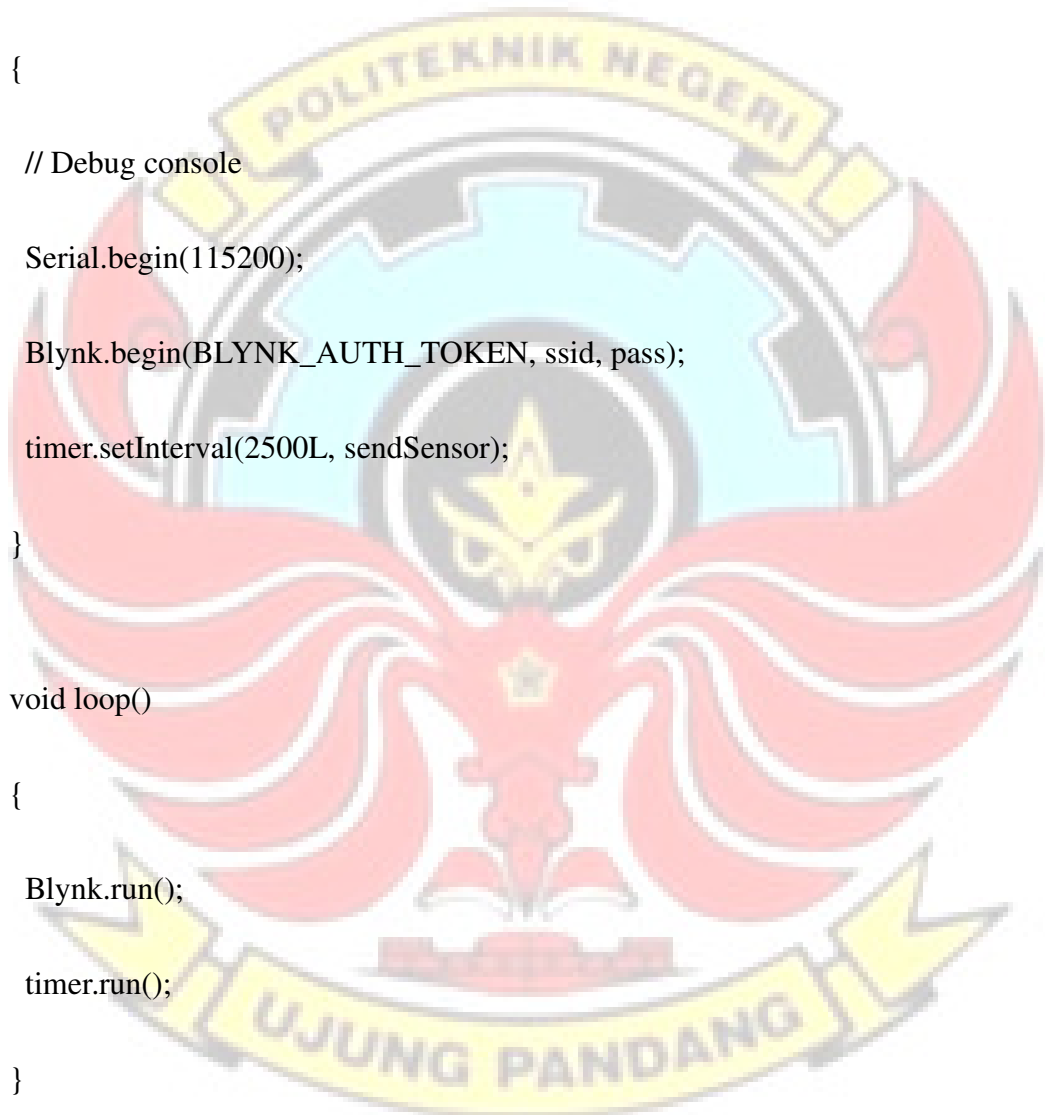 POLITEKNIK NEGERI
{
// Debug console
Serial.begin(115200);
Blynk.begin(BLYNK_AUTH_TOKEN, ssid, pass);
timer.setInterval(2500L, sendSensor);
}
void loop()
{
Blynk.run();
timer.run();
UJUNG PANDANG
}